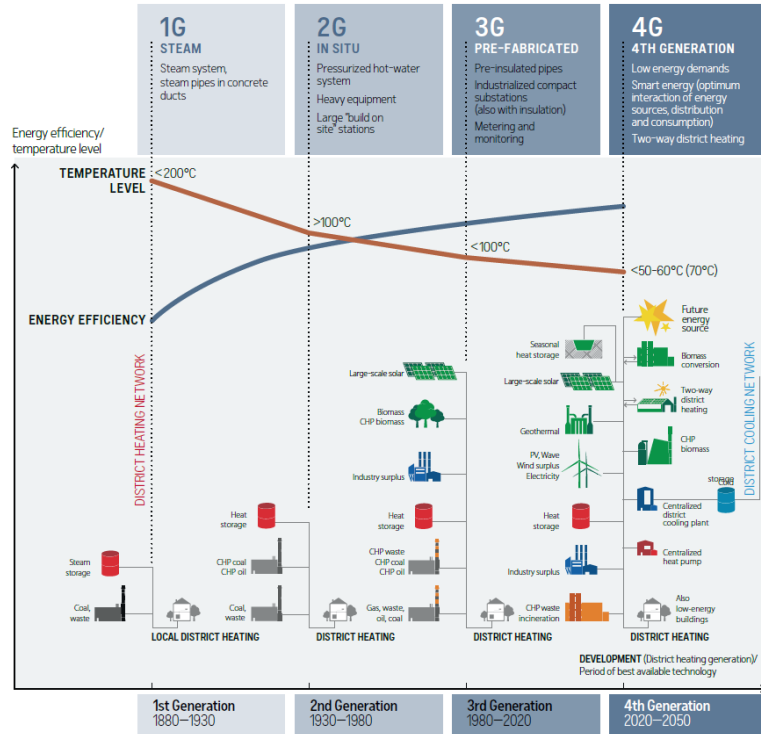 1G
STEAM
Steam system,
steam pipes in concrete
ducts
2G
IN SITU
Pressurized hot-water
system
Heavy equipment
Large "build on
site" stations
3G
PRE-FABRICATED
Pre-insulated pipes
Industrialized compact
substations
(also with insulation)
Metering and
monitoring
4G
4TH GENERATION
Low energy demands
Smart energy (optimum
interaction of energy
sources, distribution
and consumption)
Two-way district heating
Energy efficiency/
temperature level
TEMPERATURE
LEVEL
<200°C
>100°C
<100°C
<50-60°C (70°C)
ENERGY EFFICIENCY
DISTRICT HEATING NETWORK
DISTRICT COOLING NETWORK
Steam
storage
Coal,
waste
LOCAL DISTRICT HEATING
Heat
storage
CHP coal
CHP oil
Coal,
waste
DISTRICT HEATING
Large-scale solar
Biomass
CHP biomass
Industry surplus
Heat
storage
CHP waste
CHP coal
CHP oil
Gas, waste,
oil, coal
DISTRICT HEATING
Seasonal
heat storage
Large-scale solar
Geothermal
PV, Wave
Wind surplus
Electricity
Heat
storage
Industry surplus
CHP waste
incineration
Future
energy
source
Biomass
conversion
Two-way
district
heating
CHP
biomass
Cold
storage
Centralized
district
cooling plant
Centralized
heat pump
Also
low-energy
buildings
DISTRICT HEATING
DEVELOPMENT (District heating generation)/
Period of best available technology
1st Generation
1880–1930
2nd Generation
1930–1980
3rd Generation
1980–2020
4th Generation
2020–2050